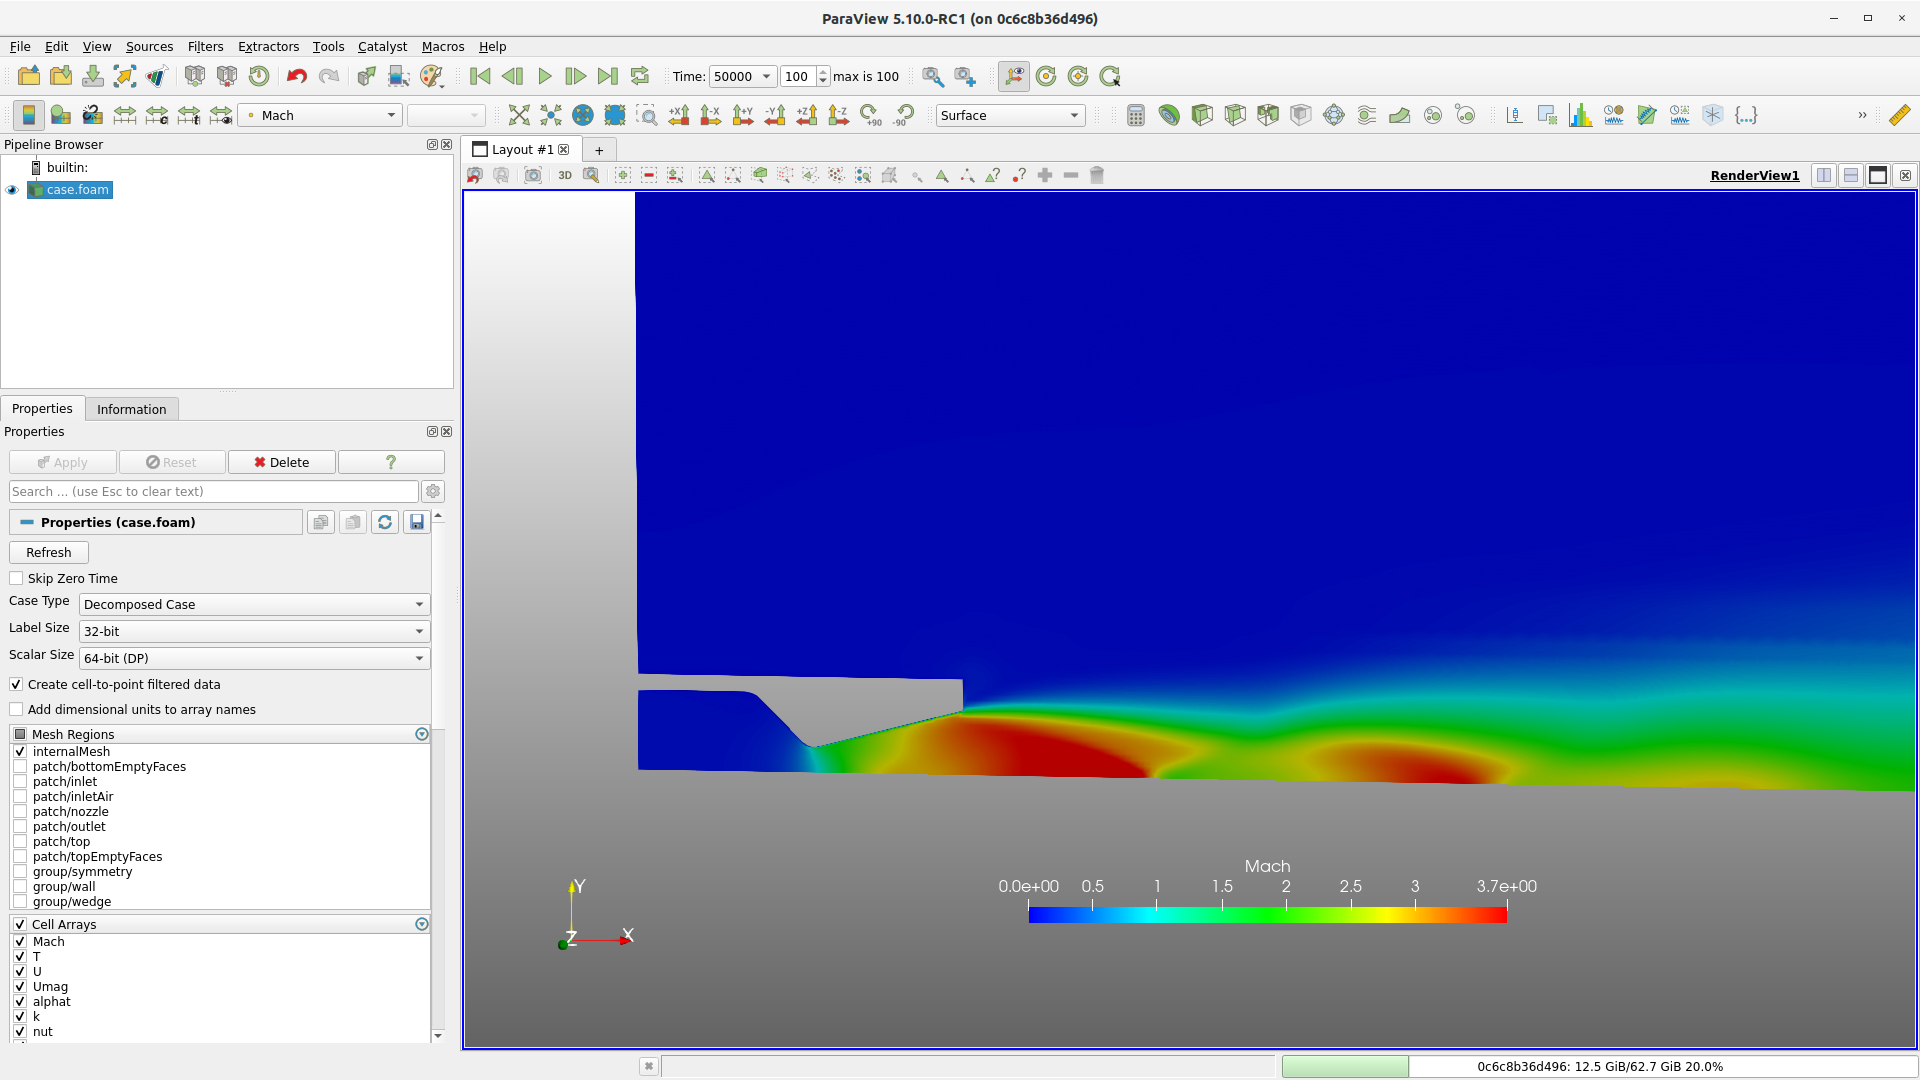 ParaView 5.10.0-RC1 (on 0c6c8b36d496)
File Edit View Sources Filters Extractors Tools Catalyst Macros Help
Time: 50000 100 max is 100
Mach Surface
+X -X +Y -Y +Z -Z +90 -90
Pipeline Browser
builtin:
case.foam
Layout #1
+
3D
RenderView1
Properties Information
Properties
Apply Reset Delete ?
Search ... (use Esc to clear text)
Properties (case.foam)
Refresh
Skip Zero Time
Case Type Decomposed Case
Label Size 32-bit
Scalar Size 64-bit (DP)
Create cell-to-point filtered data
Add dimensional units to array names
Mesh Regions
internalMesh
patch/bottomEmptyFaces
patch/inlet
patch/inletAir
patch/nozzle
patch/outlet
patch/top
patch/topEmptyFaces
group/symmetry
group/wall
group/wedge
Cell Arrays
Mach
T
U
Umag
alphat
k
nut
Mach
0.0e+00 0.5 1 1.5 2 2.5 3 3.7e+00
Y
Z
X
0c6c8b36d496: 12.5 GiB/62.7 GiB 20.0%